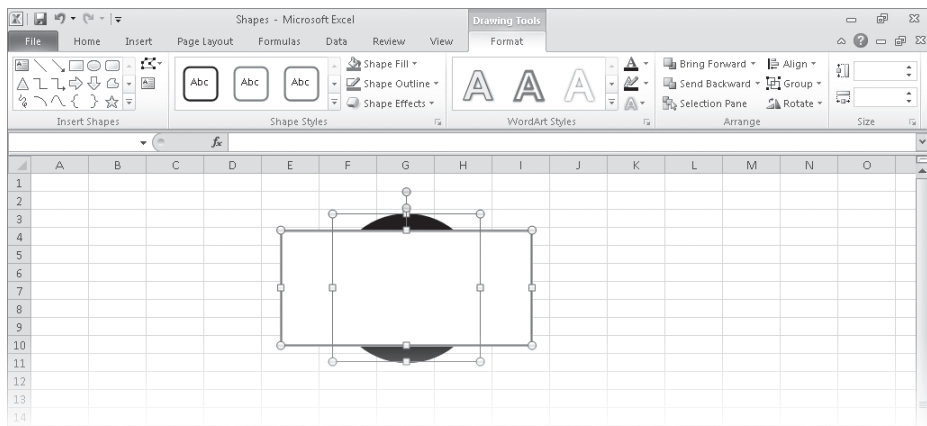 Shapes - Microsoft Excel
Drawing Tools
File Home Insert Page Layout Formulas Data Review View Format
Abc Abc Abc
Shape Fill
Shape Outline
Shape Effects
A A A
A
A
Bring Forward Align
Send Backward Group
Selection Pane Rotate
Insert Shapes Shape Styles WordArt Styles Arrange Size
fx
A B C D E F G H I J K L M N O
1
2
3
4
5
6
7
8
9
10
11
12
13
14